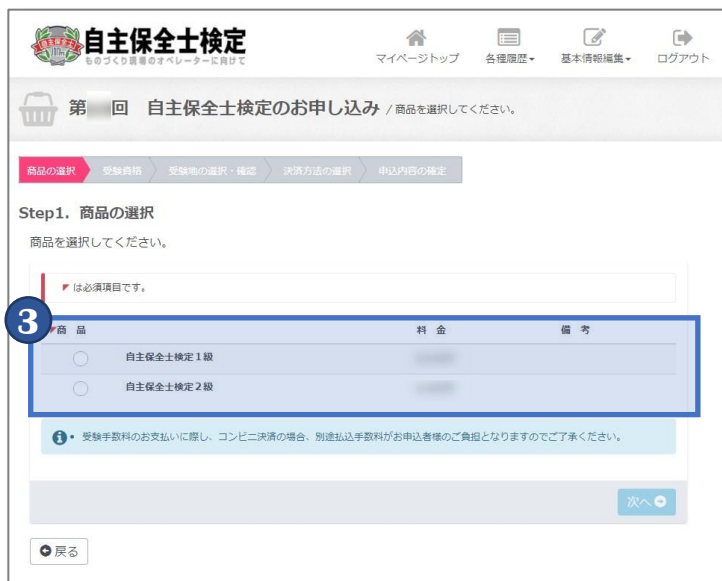 自主保全士検定
ものづくり現場のオペレーターに向けて
マイページトップ 各種履歴 基本情報編集 ログアウト
第 回 自主保全士検定のお申し込み / 商品を選択してください。
商品の選択 受験資格 受験地の選択・確認 決済方法の選択 申込内容の確定
Step1. 商品の選択
商品を選択してください。
は必須項目です。
3
商 品 料 金 備 考
自主保全士検定1級
自主保全士検定2級
• 受験手数料のお支払いに際し、コンビニ決済の場合、別途払込手数料がお申込者様のご負担となりますのでご了承ください。
次へ
戻る